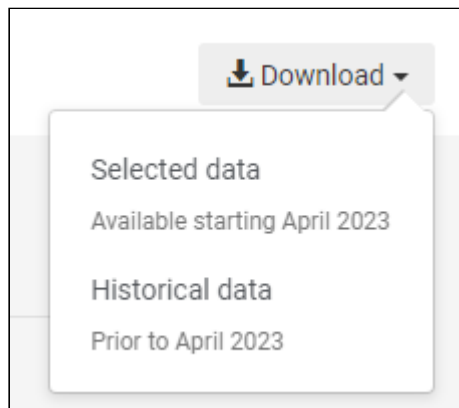 Download
Selected data
Available starting April 2023
Historical data
Prior to April 2023